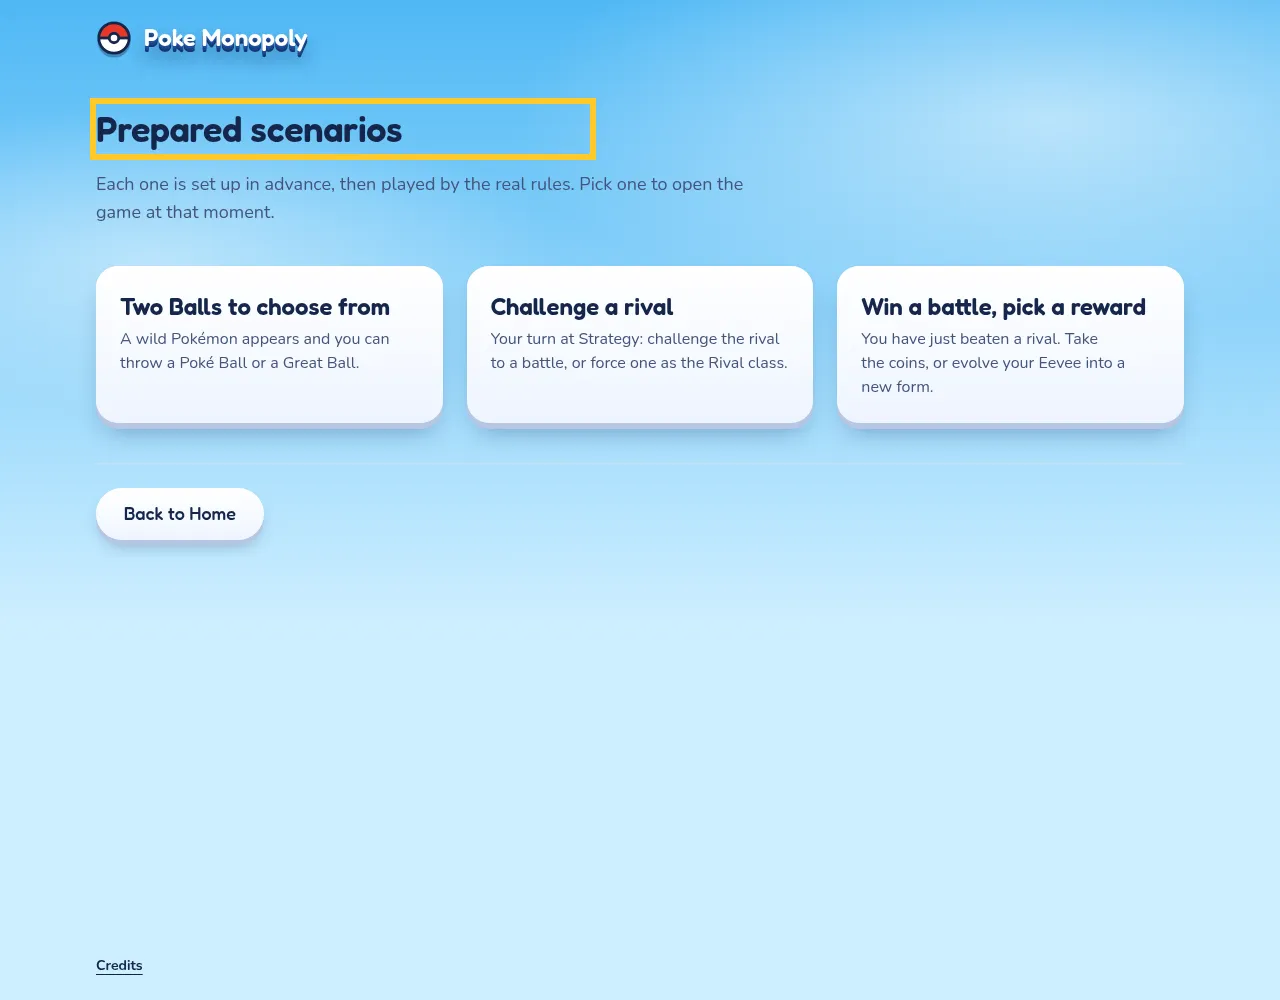 Poke Monopoly
Prepared scenarios
Each one is set up in advance, then played by the real rules. Pick one to open the
game at that moment.
Two Balls to choose from
A wild Pokémon appears and you can
throw a Poké Ball or a Great Ball.
Challenge a rival
Your turn at Strategy: challenge the rival
to a battle, or force one as the Rival class.
Win a battle, pick a reward
You have just beaten a rival. Take
the coins, or evolve your Eevee into a
new form.
Back to Home
Credits